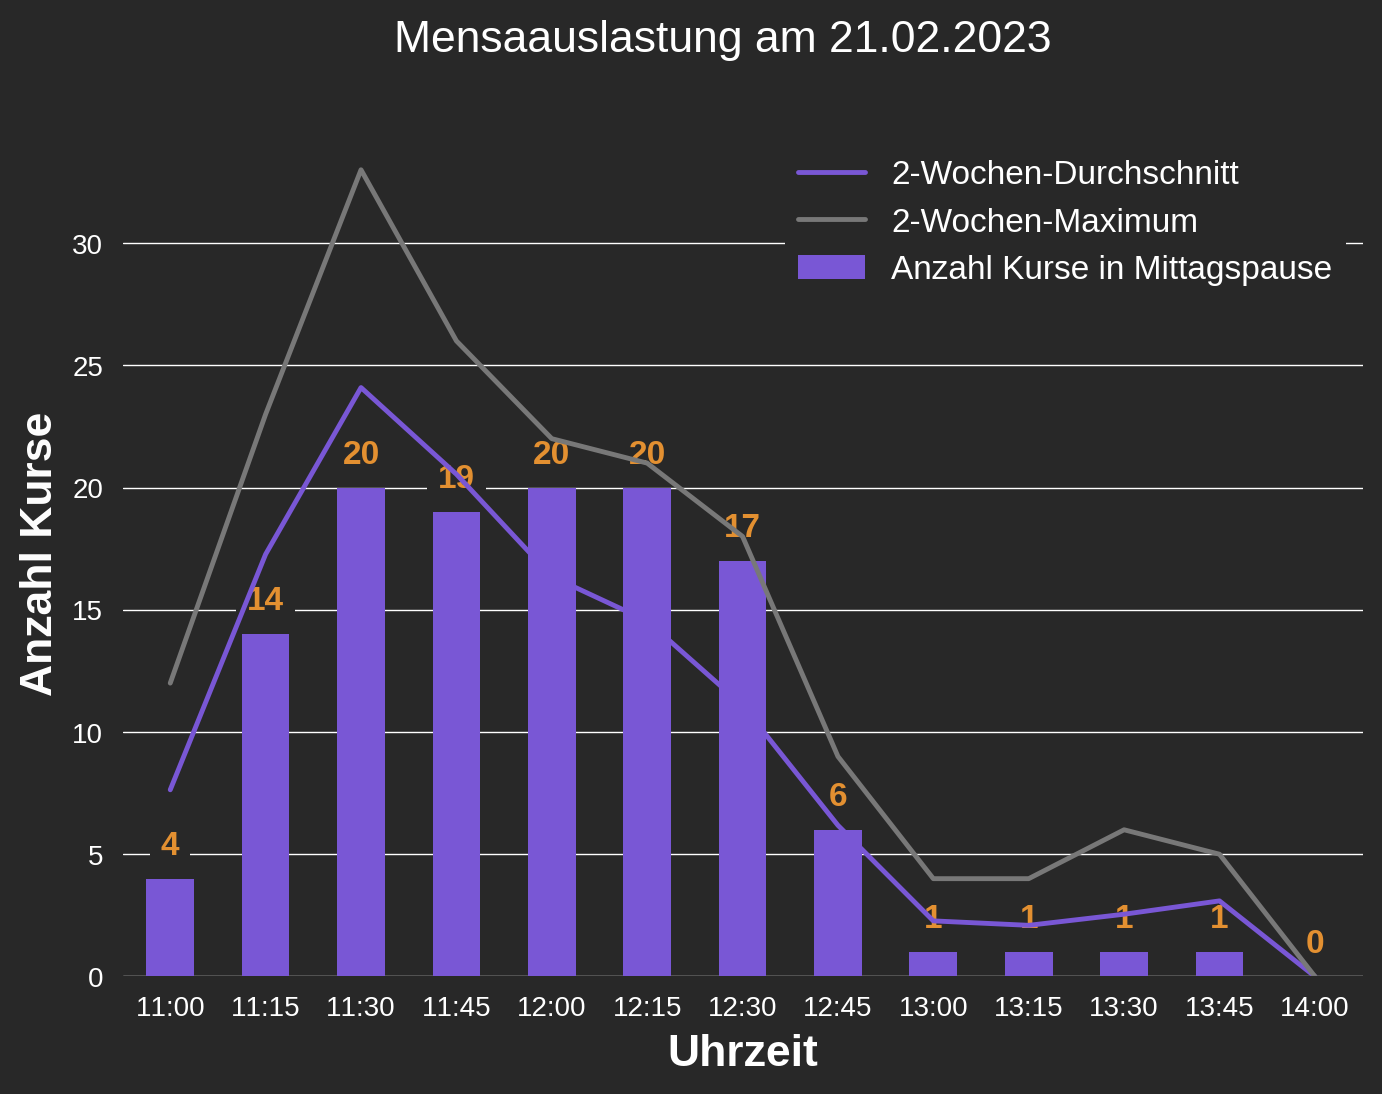 Mensaauslastung am 21.02.2023
2-Wochen-Durchschnitt
2-Wochen-Maximum
Anzahl Kurse in Mittagspause
Anzahl Kurse
30
25
20
15
10
5
0
4
14
20
19
20
20
17
6
1
1
1
1
0
11:00 11:15 11:30 11:45 12:00 12:15 12:30 12:45 13:00 13:15 13:30 13:45 14:00
Uhrzeit